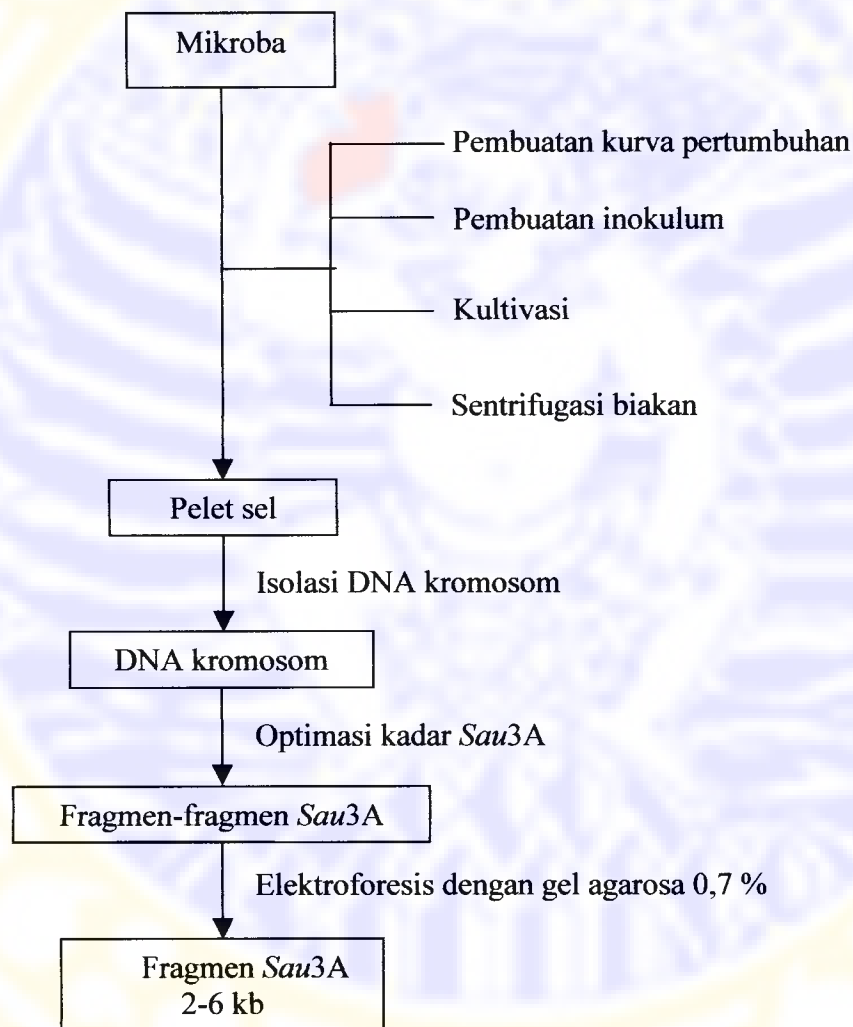 Mikroba
Pembuatan kurva pertumbuhan
Pembuatan inokulum
Kultivasi
Sentrifugasi biakan
Pelet sel
Isolasi DNA kromosom
DNA kromosom
Optimasi kadar Sau3A
Fragmen-fragmen Sau3A
Elektroforesis dengan gel agarosa 0,7 %
Fragmen Sau3A
2-6 kb